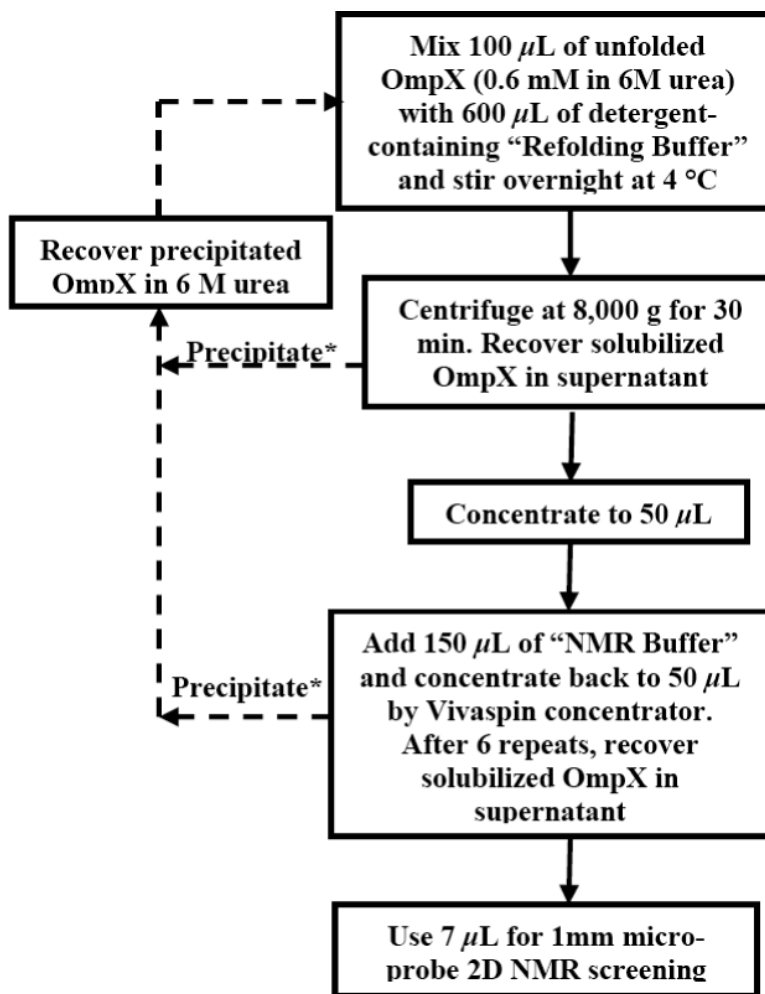 Mix 100 µL of unfolded
OmpX (0.6 mM in 6M urea)
with 600 µL of detergent-
containing “Refolding Buffer”
and stir overnight at 4 °C
Recover precipitated
OmpX in 6 M urea
Centrifuge at 8,000 g for 30
min. Recover solubilized
OmpX in supernatant
Precipitate*
Concentrate to 50 µL
Add 150 µL of “NMR Buffer”
and concentrate back to 50 µL
by Vivaspin concentrator.
After 6 repeats, recover
solubilized OmpX in
supernatant
Precipitate*
Use 7 µL for 1mm micro-
probe 2D NMR screening